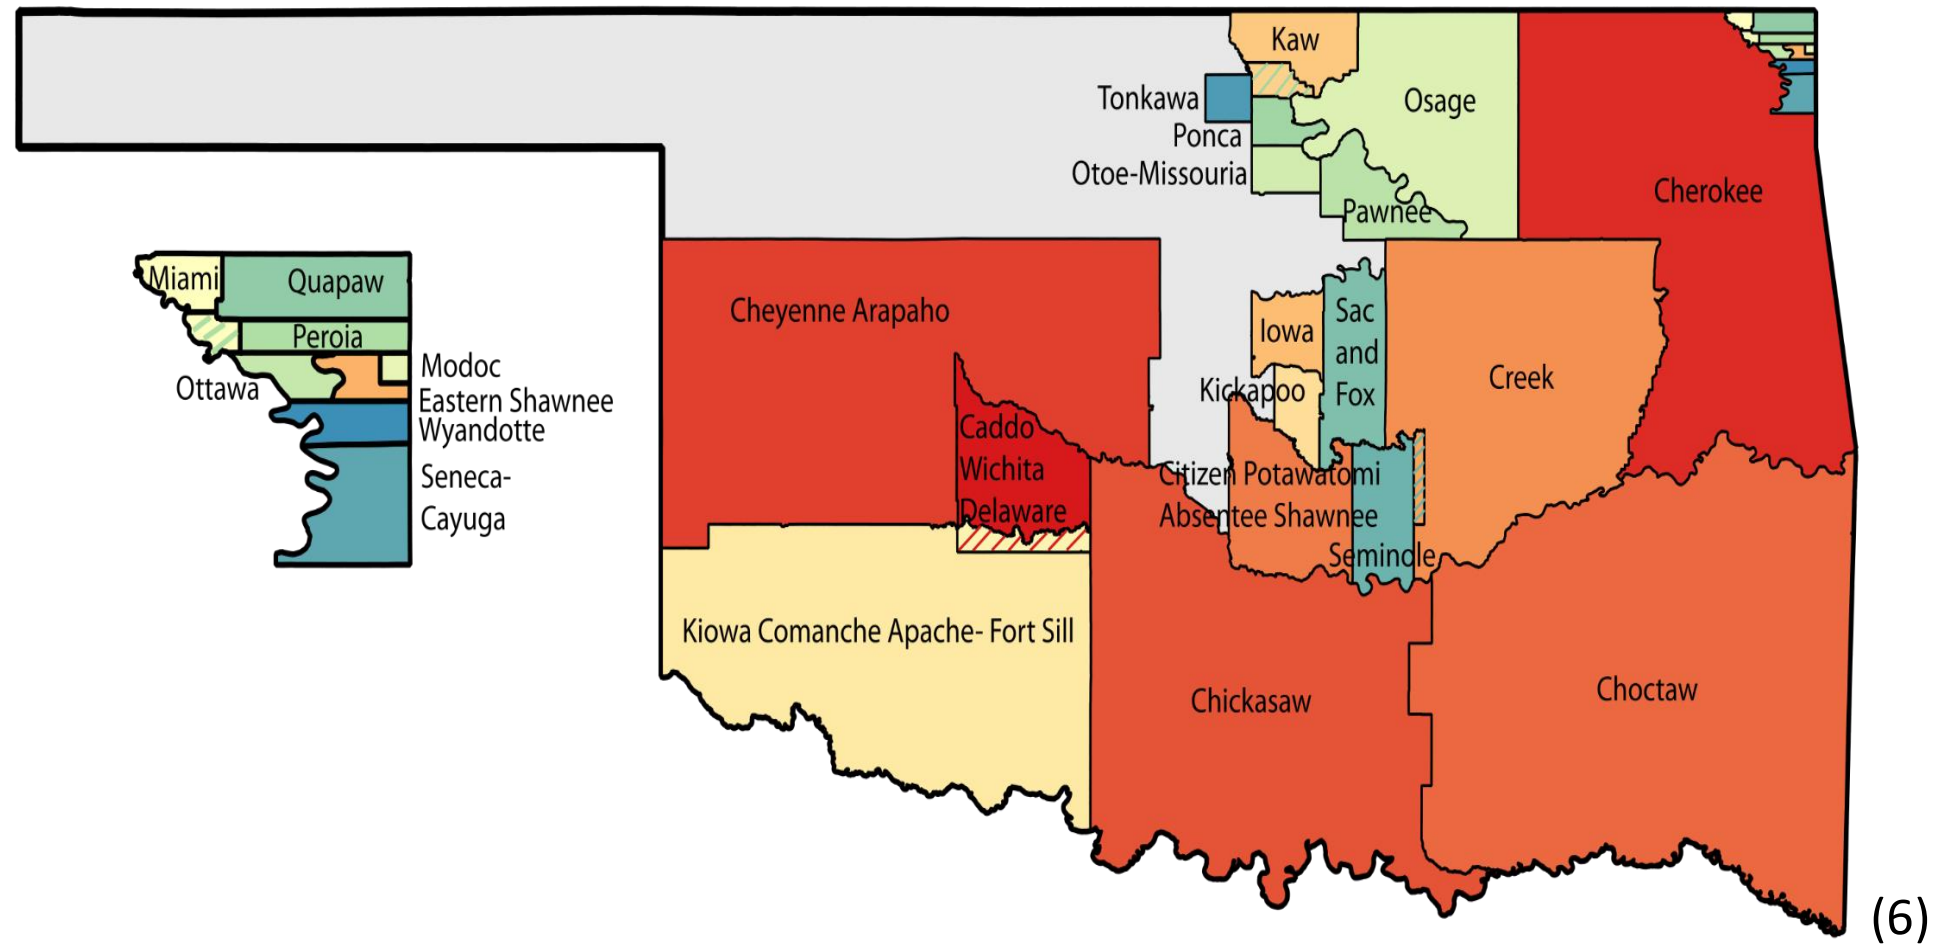 Kaw
Tonkawa
Osage
Ponca
Otoe-Missouria
Cherokee
Pawnee
Miami
Quapaw
Cheyenne Arapaho
Sac
and
Fox
Iowa
Peroia
Modoc
Ottawa
Eastern Shawnee
Wyandotte
Kickapoo
Creek
Caddo
Wichita
Delaware
Seneca-
Cayuga
Citizen Potawatomi
Absentee Shawnee
Seminole
Kiowa Comanche Apache- Fort Sill
Chickasaw
Choctaw
(6)